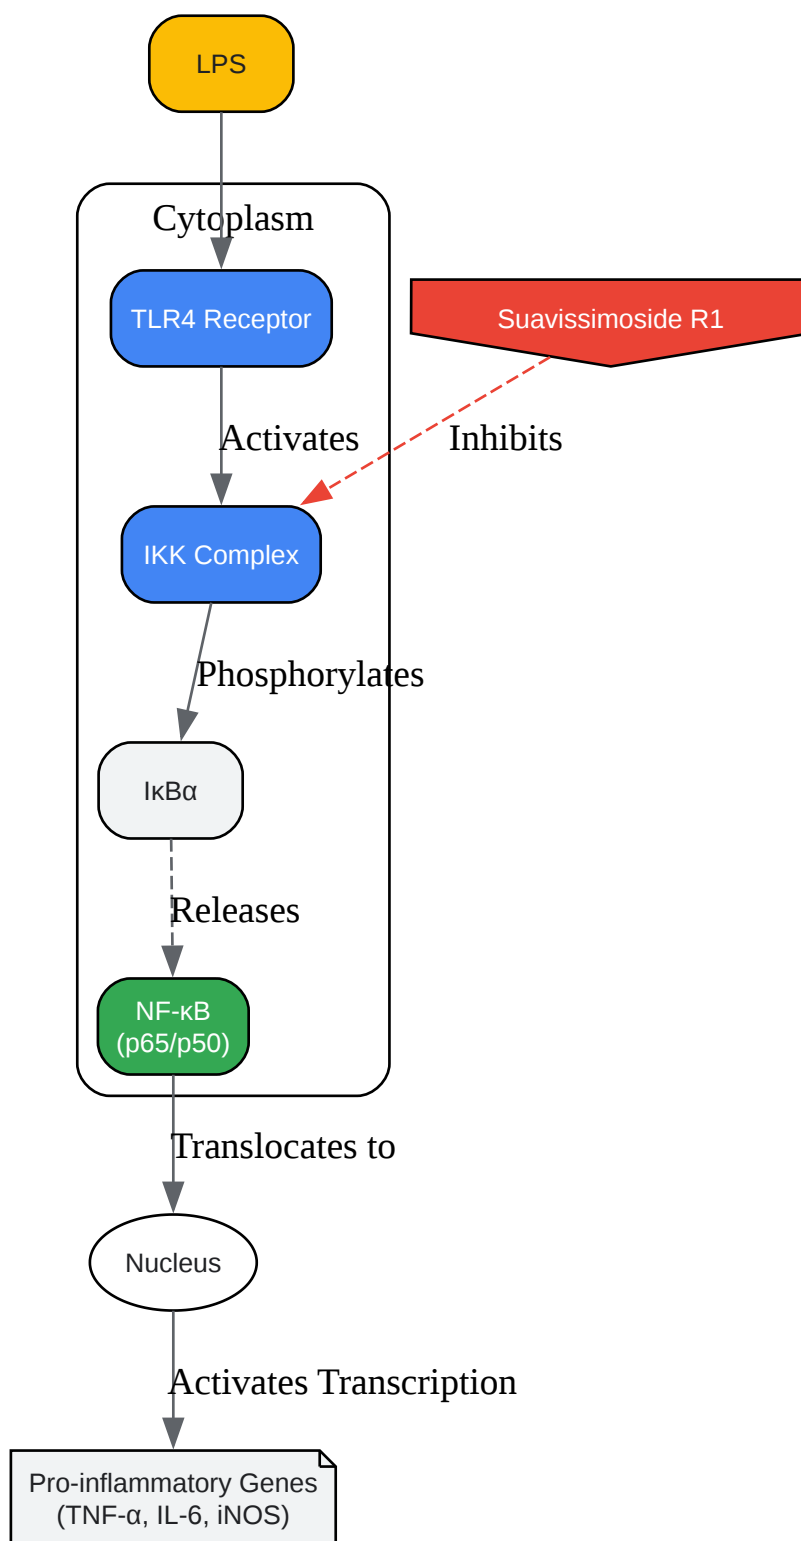 LPS
Cytoplasm
TLR4 Receptor
Suavissimoside R1
Activates
Inhibits
IKK Complex
Phosphorylates
IκBα
Releases
NF-κB
(p65/p50)
Translocates to
Nucleus
Activates Transcription
Pro-inflammatory Genes
(TNF-α, IL-6, iNOS)